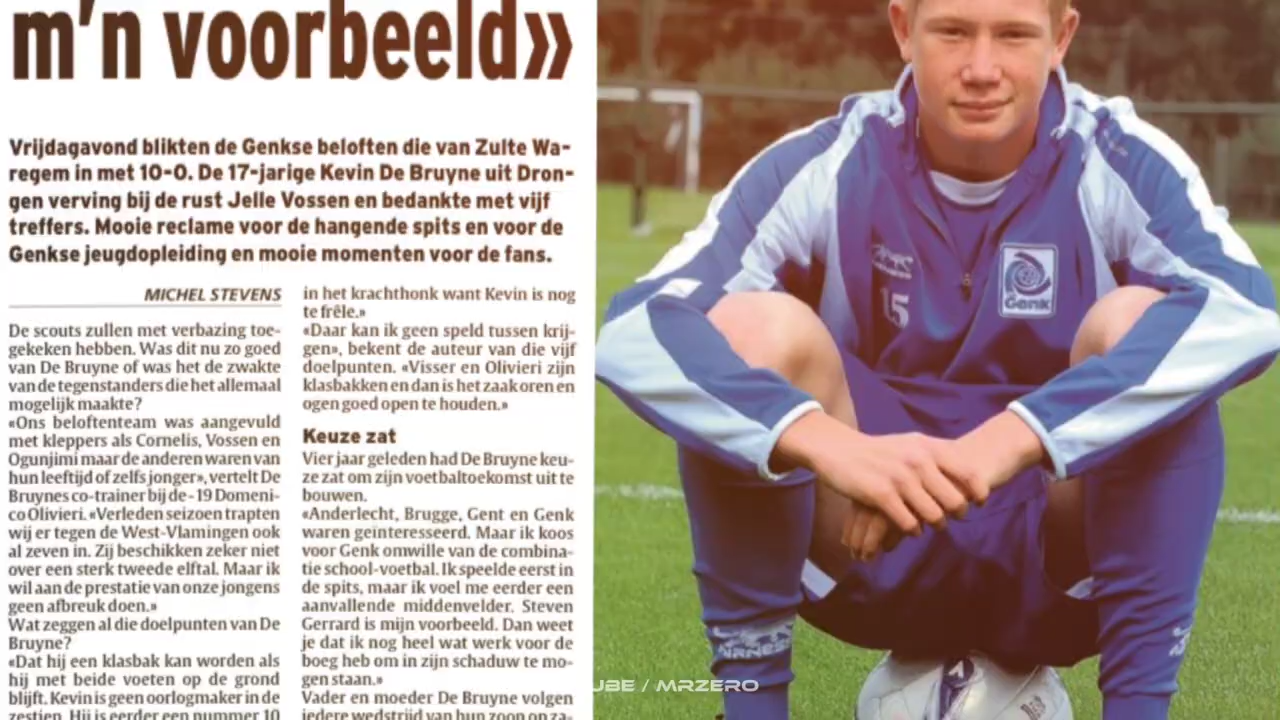 m'n voorbeeld»
Vrijdagavond blikten de Genkse beloften die van Zulte Wa-
regem in met 10-0. De 17-jarige Kevin De Bruyne uit Dron-
gen verving bij de rust Jelle Vossen en bedankte met vijf
treffers. Mooie reclame voor de hangende spits en voor de
Genkse jeugdopleiding en mooie momenten voor de fans.
MICHEL STEVENS
De scouts zullen met verbazing toe-
gekeken hebben. Was dit nu zo goed
van De Bruyne of was het de zwakte
van de tegenstanders die het allemaal
mogelijk maakte?
«Ons beloftenteam was aangevuld
met kleppers als Cornelis, Vossen en
Ogunjimi maar de anderen waren van
hun leeftijd of zelfs jonger», vertelt De
Bruynes co-trainer bij de -19 Domeni-
co Olivieri. «Verleden seizoen trapten
wij er tegen de West-Vlamingen ook
al zeven in. Zij beschikken zeker niet
over een sterk tweede elftal. Maar ik
wil aan de prestatie van onze jongens
geen afbreuk doen.»
Wat zeggen al die doelpunten van De
Bruyne?
«Dat hij een klasbak kan worden als
hij met beide voeten op de grond
blijft. Kevin is geen oorlogmaker in de
zestien. Hij is eerder een nummer 10
in het krachthonk want Kevin is nog
te frêle.»
«Daar kan ik geen speld tussen krij-
gen», bekent de auteur van die vijf
doelpunten. «Visser en Olivieri zijn
klasbakken en dan is het zaak oren en
ogen goed open te houden.»
Keuze zat
Vier jaar geleden had De Bruyne keu-
ze zat om zijn voetbaltoekomst uit te
bouwen.
«Anderlecht, Brugge, Gent en Genk
waren geïnteresseerd. Maar ik koos
voor Genk omwille van de combina-
tie school-voetbal. Ik speelde eerst in
de spits, maar ik voel me eerder een
aanvallende middenvelder. Steven
Gerrard is mijn voorbeeld. Dan weet
je dat ik nog heel wat werk voor de
boeg heb om in zijn schaduw te mo-
gen staan.»
Vader en moeder De Bruyne volgen
iedere wedstrijd van hun zoon op za-
15
Genk
UBE / MRZERO